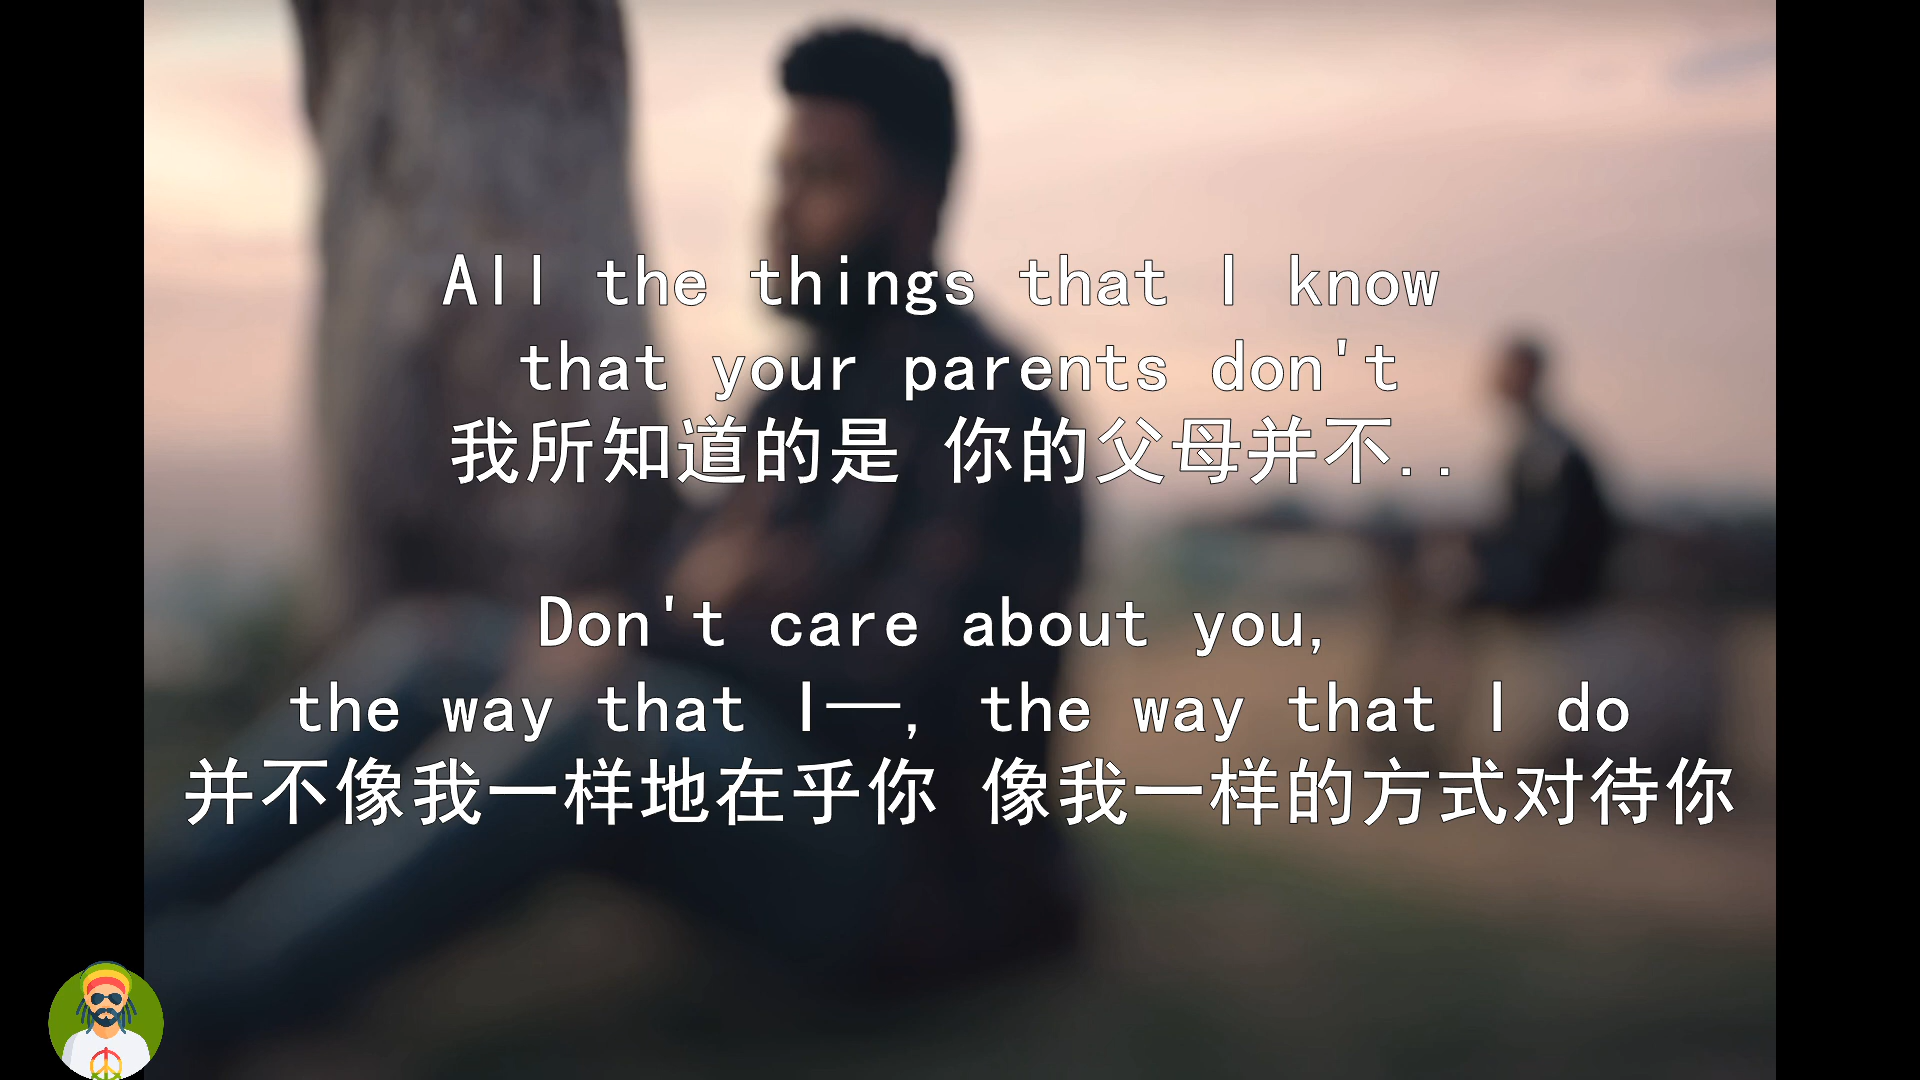 All the things that I know
that your parents don't
我所知道的是 你的父母并不..
Don't care about you,
the way that I——, the way that I do
并不像我一样地在乎你 像我一样的方式对待你